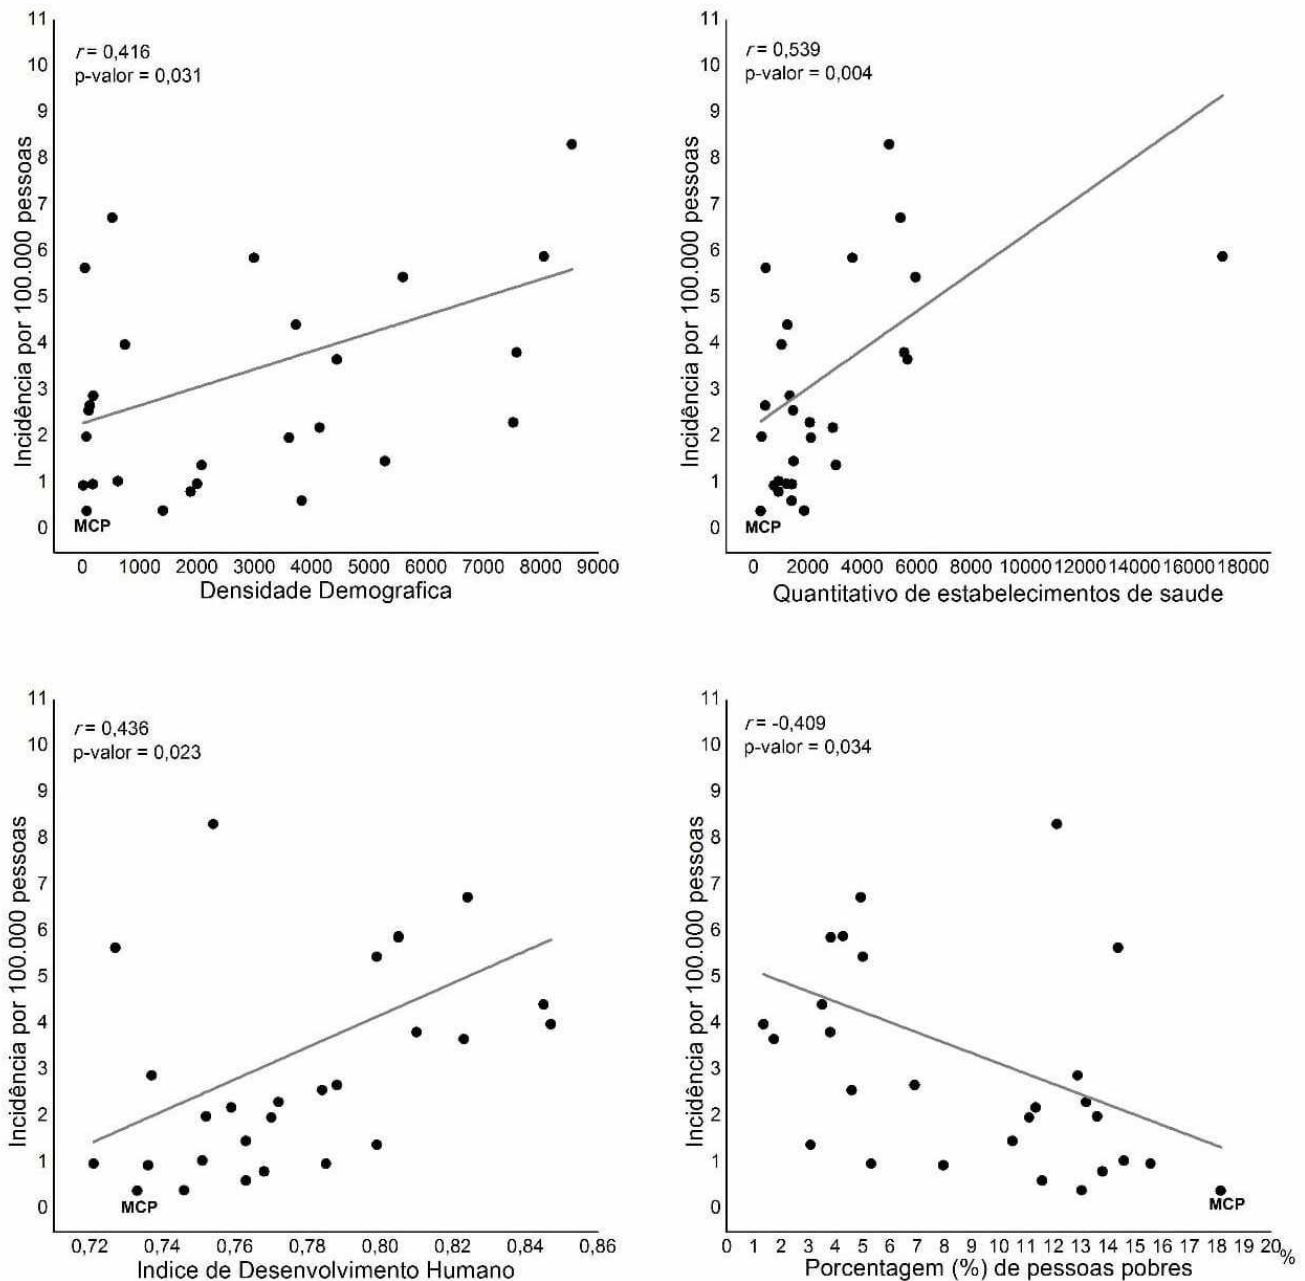 r = 0,416
p-valor = 0,031
11
10
9
8
7
6
5
4
3
2
1
0
Incidência por 100.000 pessoas
MCP
0 1000 2000 3000 4000 5000 6000 7000 8000 9000
Densidade Demografica
r = 0,539
p-valor = 0,004
11
10
9
8
7
6
5
4
3
2
1
0
Incidência por 100.000 pessoas
MCP
0 2000 4000 6000 8000 10000 12000 14000 16000 18000
Quantitativo de estabelecimentos de saude
r = 0,436
p-valor = 0,023
11
10
9
8
7
6
5
4
3
2
1
0
Incidência por 100.000 pessoas
MCP
0,72 0,74 0,76 0,78 0,80 0,82 0,84 0,86
Indice de Desenvolvimento Humano
r = -0,409
p-valor = 0,034
11
10
9
8
7
6
5
4
3
2
1
0
Incidência por 100.000 pessoas
MCP
0 1 2 3 4 5 6 7 8 9 10 11 12 13 14 15 16 17 18 19 20 %
Porcentagem (%) de pessoas pobres